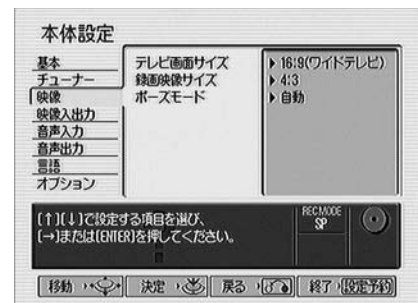 本体設定
基本
チューナー
映像
映像入出力
音声入力
音声出力
言語
オプション
テレビ画面サイズ
録画映像サイズ
ポーズモード
16:9(ワイドテレビ)
4:3
自動
[↑][↓]で設定する項目を選び、
[→]または[ENTER]を押してください。
REC MODE
SP
移動
決定
戻る
終了
設定予約